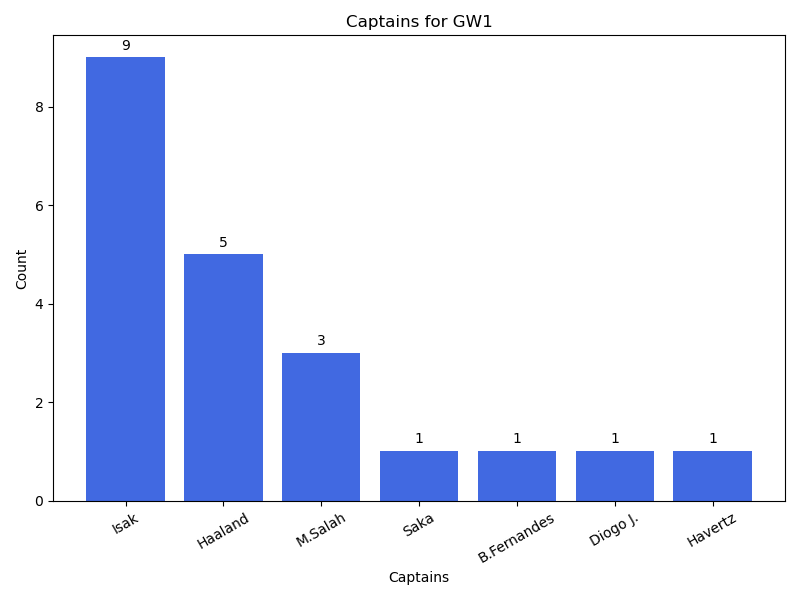 Captains for GW1
9
5
3
1
1
1
1
8
6
4
2
0
Count
Isak
Haaland
M.Salah
Saka
B.Fernandes
Diogo J.
Havertz
Captains